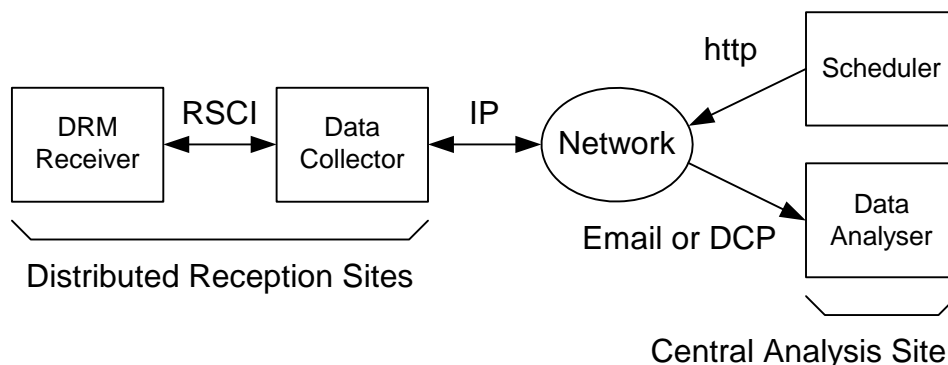 http
Scheduler
DRM
Receiver
RSCI
Data
Collector
IP
Network
Data
Analyser
Email or DCP
Distributed Reception Sites
Central Analysis Site